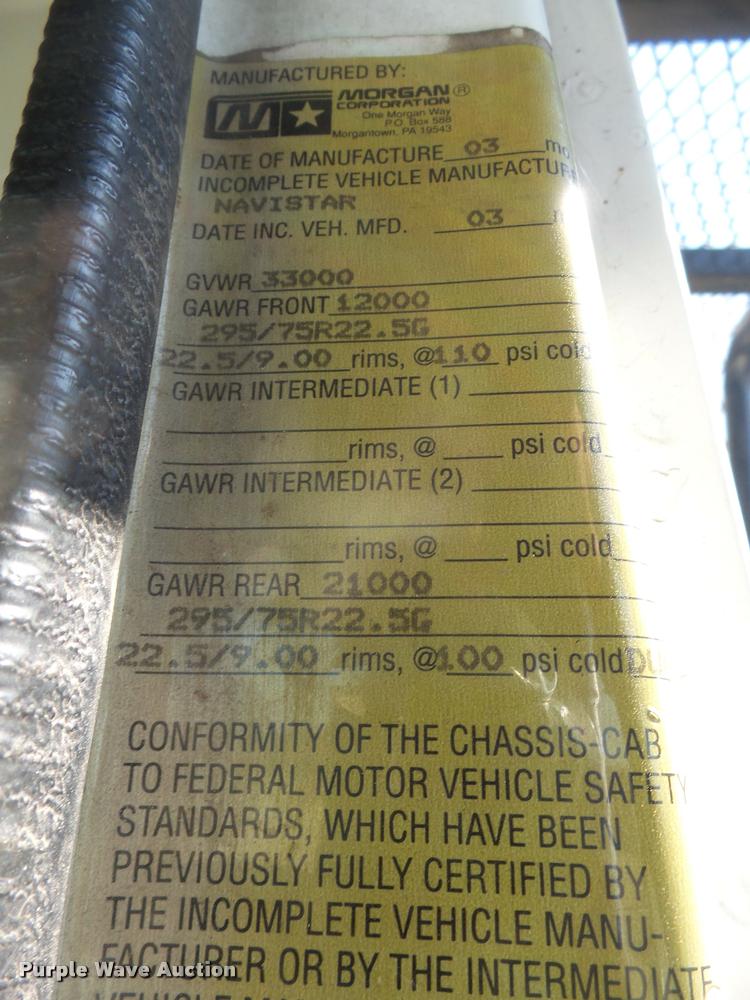 MANUFACTURED BY:
M MORGAN®
CORPORATION
One Morgan Way
P.O. Box 588
Morgantown, PA 19543
DATE OF MANUFACTURE 03 mo
INCOMPLETE VEHICLE MANUFACTUR
NAVISTAR
DATE INC. VEH. MFD. 03
GVWR 33000
GAWR FRONT 12000
295/75R22.5G
22.5/9.00 rims, @110 psi cold
GAWR INTERMEDIATE (1)
rims, @ psi cold
GAWR INTERMEDIATE (2)
rims, @ psi cold
GAWR REAR 21000
295/75R22.5G
22.5/9.00 rims, @100 psi cold DU
CONFORMITY OF THE CHASSIS-CAB
TO FEDERAL MOTOR VEHICLE SAFETY
STANDARDS, WHICH HAVE BEEN
PREVIOUSLY FULLY CERTIFIED BY
THE INCOMPLETE VEHICLE MANU-
FACTURER OR BY THE INTERMEDIATE
Purple Wave Auction